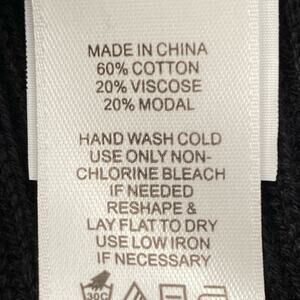 MADE IN CHINA
60% COTTON
20% VISCOSE
20% MODAL
HAND WASH COLD
USE ONLY NON-
CHLORINE BLEACH
IF NEEDED
RESHAPE &
LAY FLAT TO DRY
USE LOW IRON
IF NECESSARY
30C